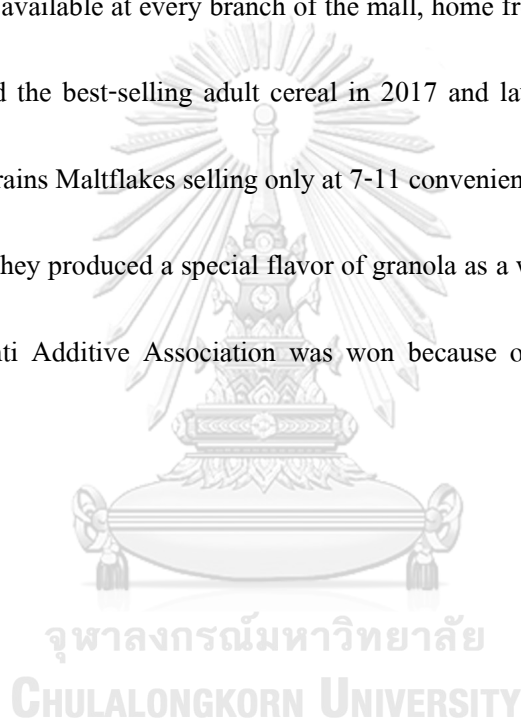 available at every branch of the mall, home fr
d the best-selling adult cereal in 2017 and la
rains Maltflakes selling only at 7-11 convenien
they produced a special flavor of granola as a
nti Additive Association was won because o
จุฬาลงกรณ์มหาวิทยาลัย
CHULALONGKORN UNIVERSITY